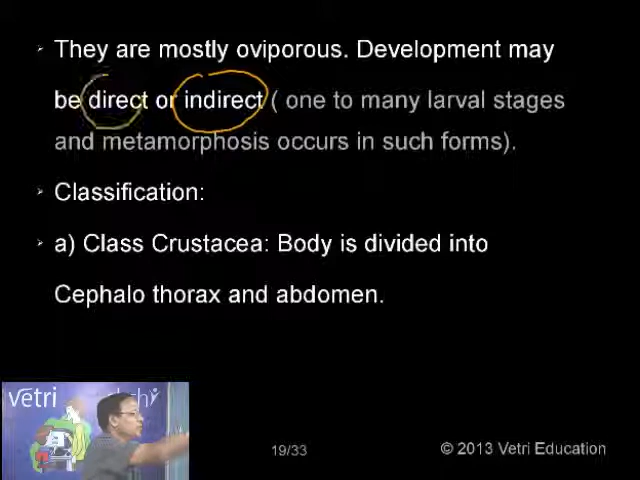 They are mostly oviporous. Development may
be direct or indirect ( one to many larval stages
and metamorphosis occurs in such forms).
Classification:
a) Class Crustacea: Body is divided into
Cephalo thorax and abdomen.
vetri
19/33
© 2013 Vetri Education